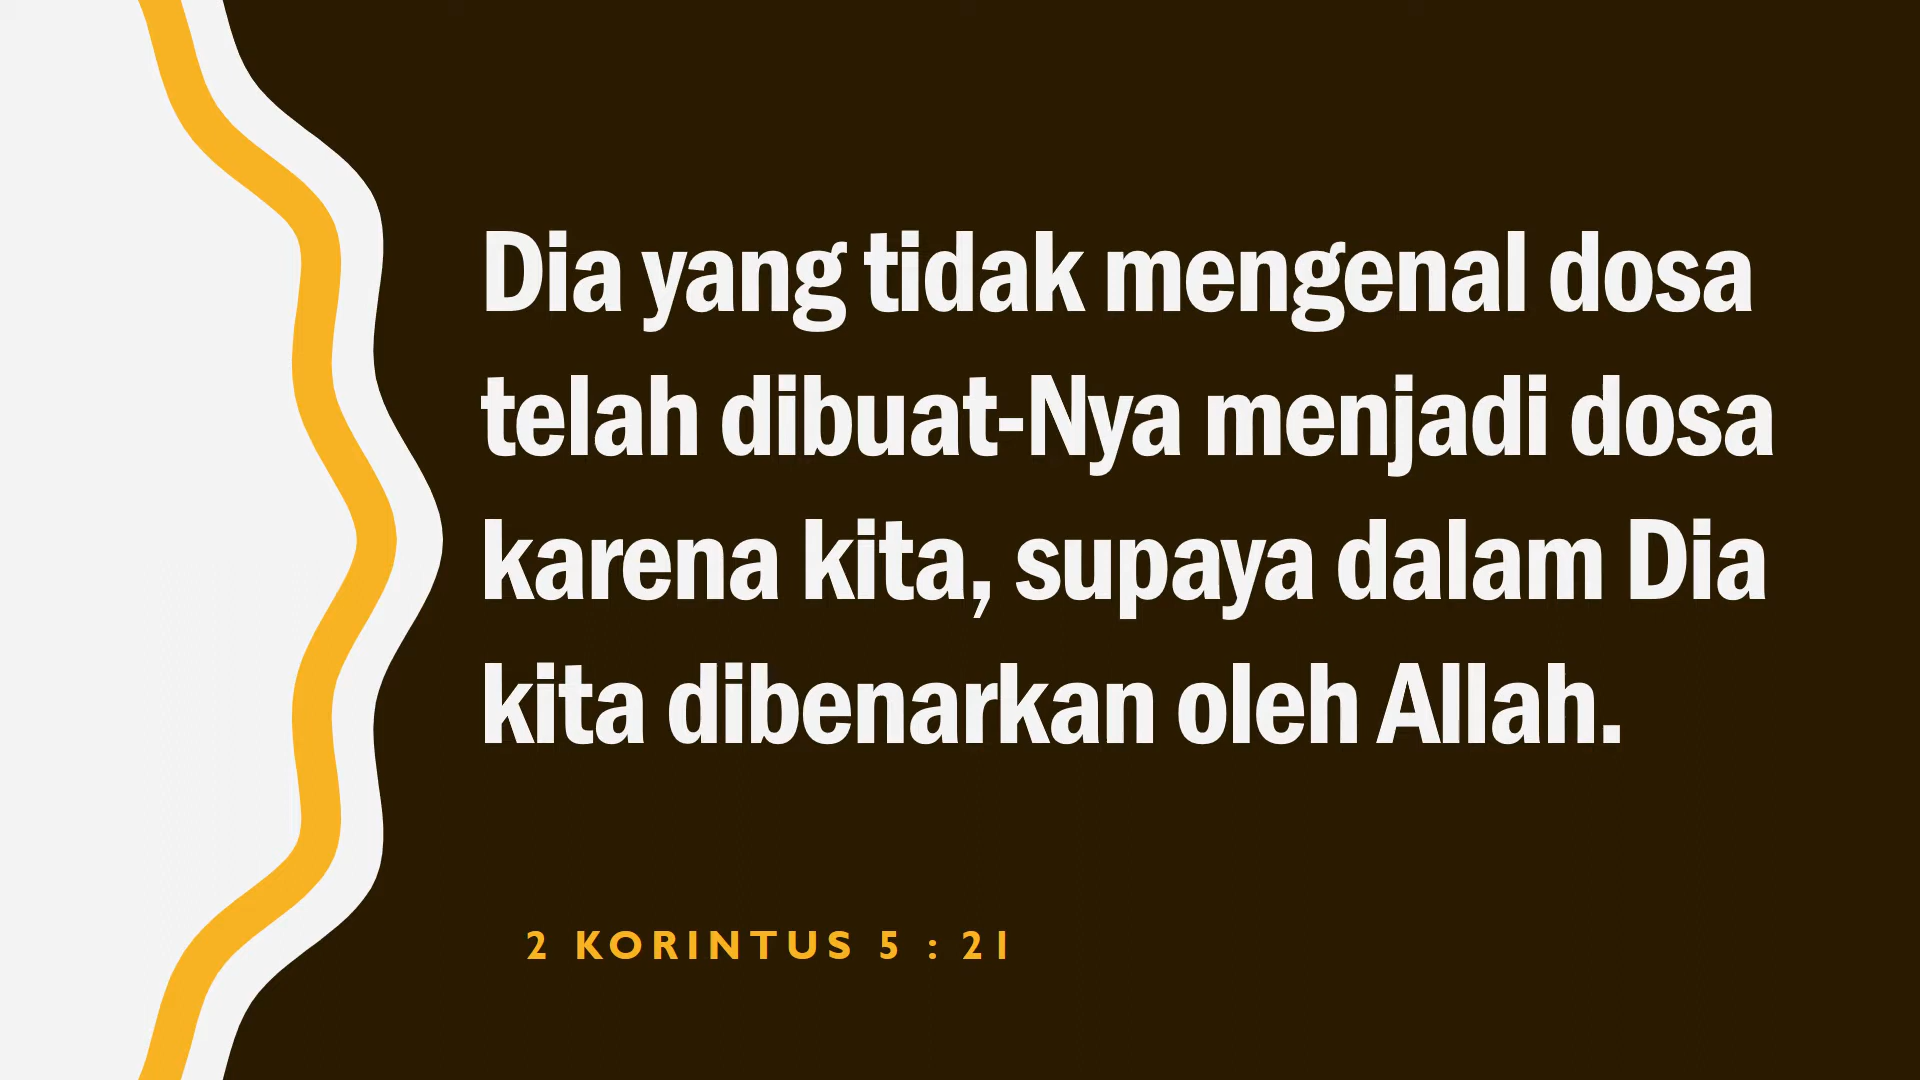 Dia yang tidak mengenal dosa
telah dibuat-Nya menjadi dosa
karena kita, supaya dalam Dia
kita dibenarkan oleh Allah.
2 KORINTUS 5 : 21